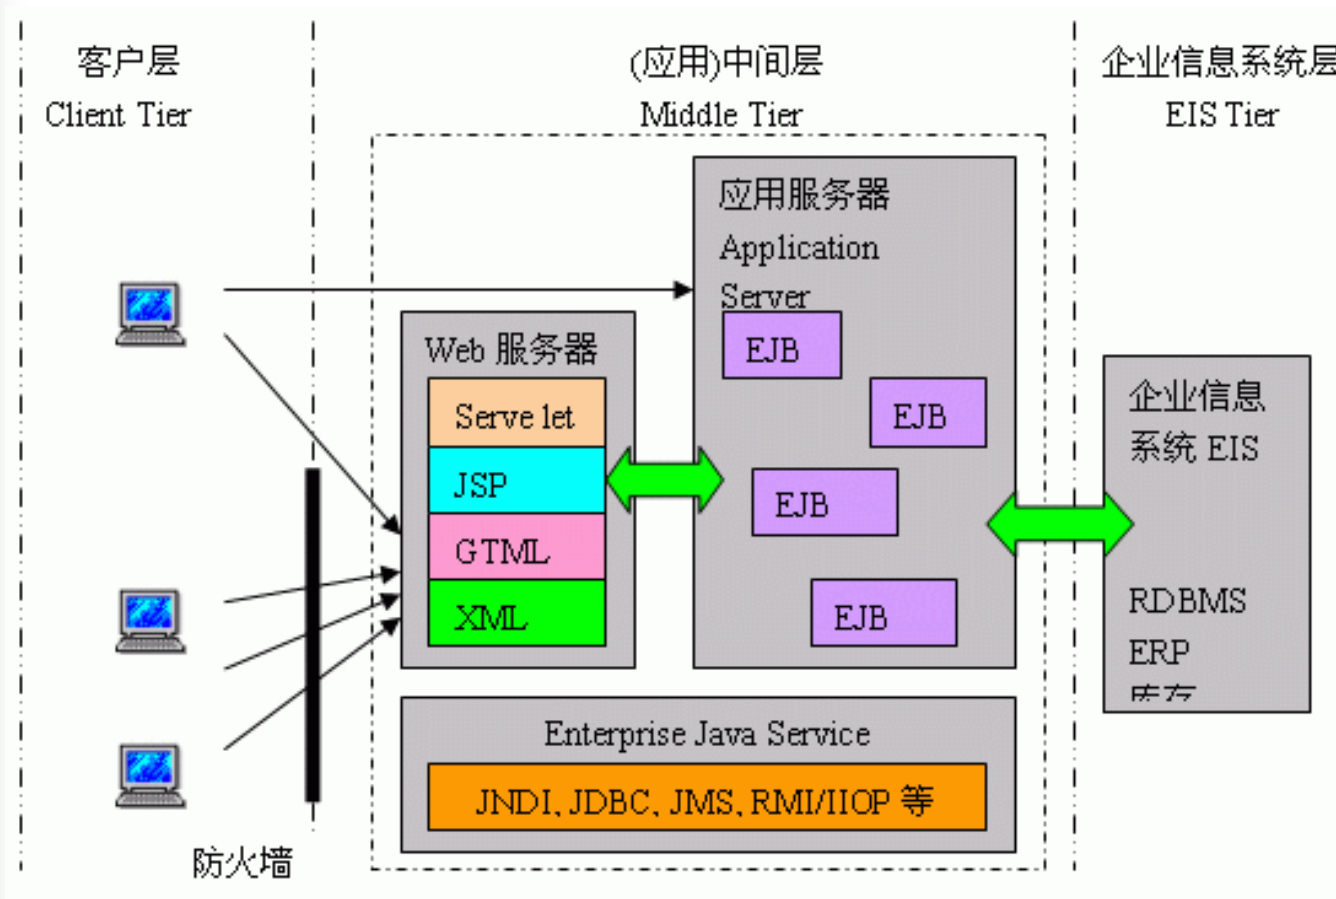 客户层
Client Tier
(应用)中间层
Middle Tier
企业信息系统层
EIS Tier
应用服务器
Application
Server
EJB
EJB
EJB
EJB
Web 服务器
Serve let
JSP
GTML
XML
企业信息
系统 EIS
RDBMS
ERP
库存
Enterprise Java Service
JNDI, JDBC, JMS, RMI/IIOP 等
防火墙